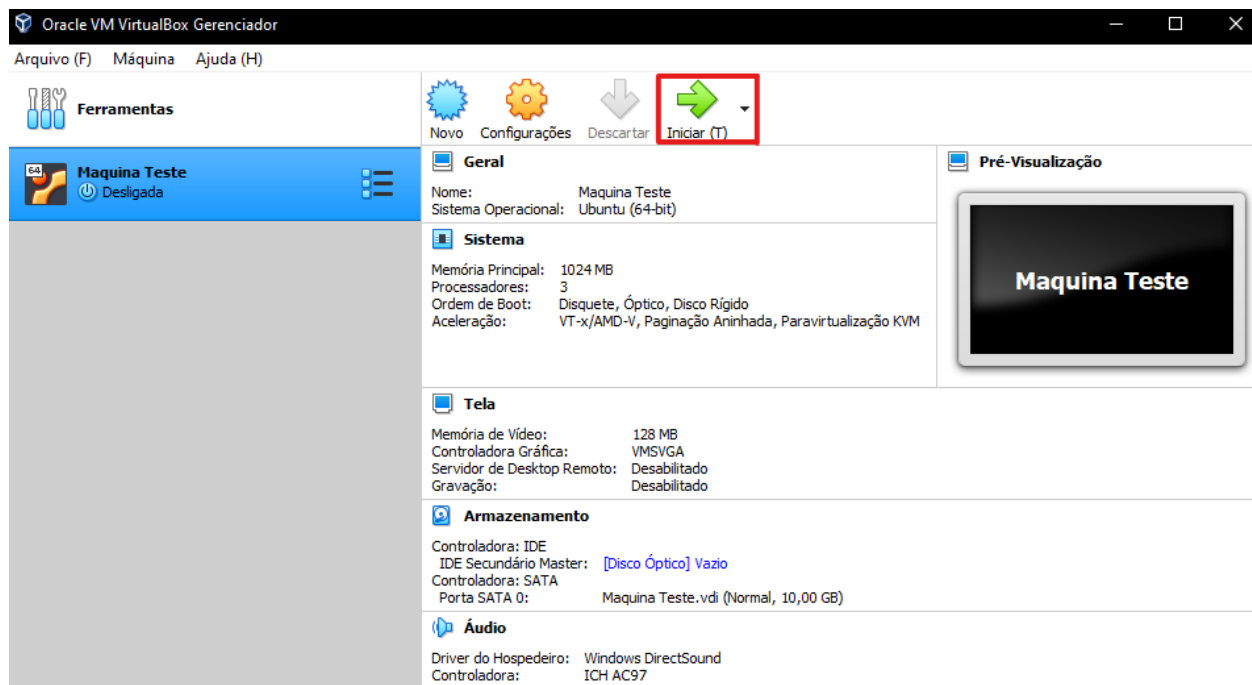 Oracle VM VirtualBox Gerenciador
Arquivo (F) Máquina Ajuda (H)
Ferramentas
Novo Configurações Descartar Iniciar (T)
64
Maquina Teste
Desligada
Geral
Nome: Maquina Teste
Sistema Operacional: Ubuntu (64-bit)
Sistema
Memória Principal: 1024 MB
Processadores: 3
Ordem de Boot: Disquete, Óptico, Disco Rígido
Aceleração: VT-x/AMD-V, Paginação Aninhada, Paravirtualização KVM
Pré-Visualização
Maquina Teste
Tela
Memória de Vídeo: 128 MB
Controladora Gráfica: VMSVGA
Servidor de Desktop Remoto: Desabilitado
Gravação: Desabilitado
Armazenamento
Controladora: IDE
IDE Secundário Master: [Disco Óptico] Vazio
Controladora: SATA
Porta SATA 0: Maquina Teste.vdi (Normal, 10,00 GB)
Áudio
Driver do Hospedeiro: Windows DirectSound
Controladora: ICH AC97